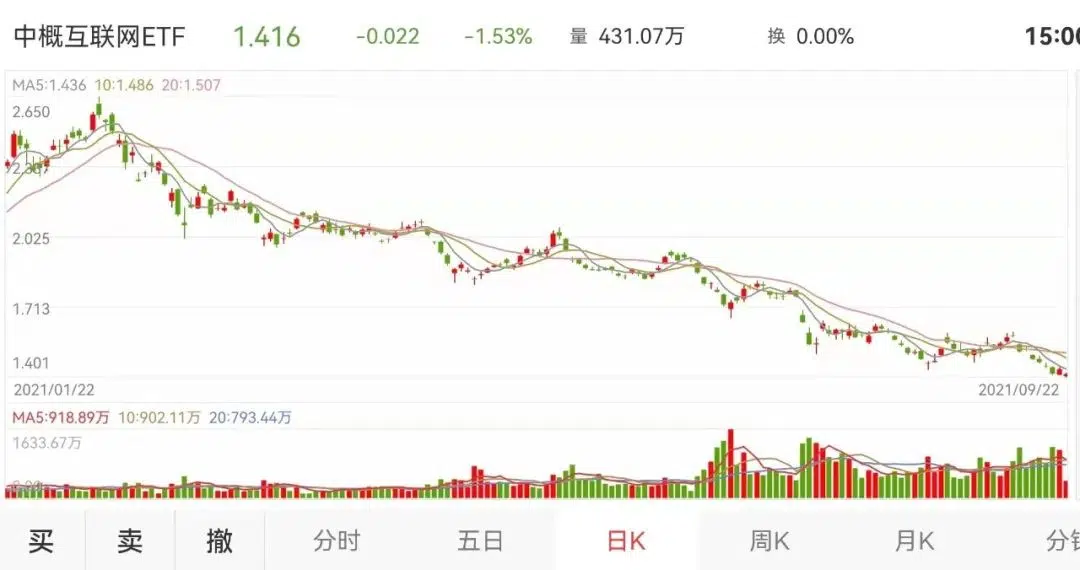 中概互联网ETF 1.416 -0.022 -1.53% 量 431.07万 换 0.00% 15:00
MA5:1.436 10:1.486 20:1.507
2.650
2.025
1.713
1.401
2021/01/22 2021/09/22
MA5:918.89万 10:902.11万 20:793.44万
1633.67万
买 卖 撤 分时 五日 日K 周K 月K 分